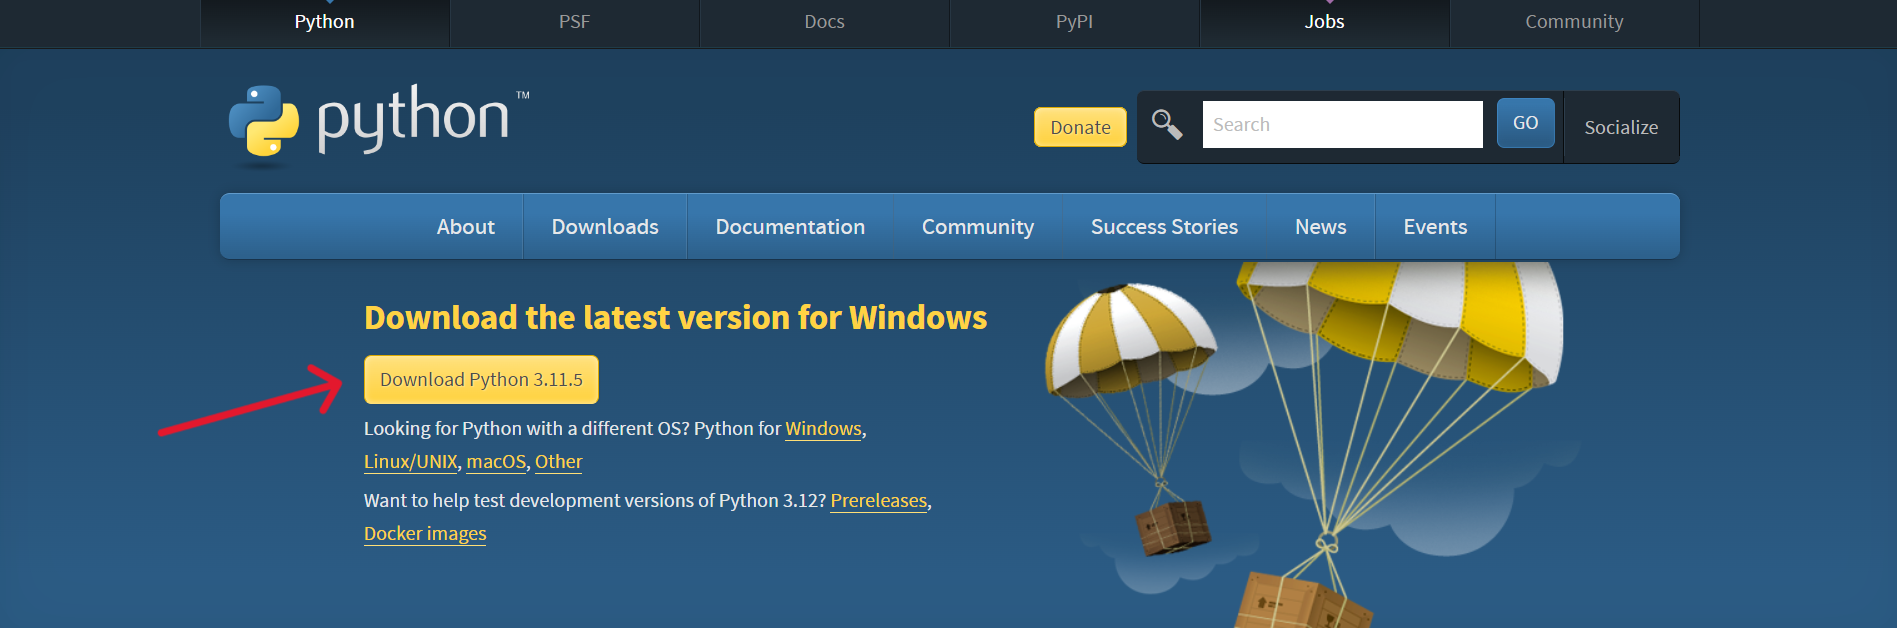 Python PSF Docs PyPI Jobs Community
python™
Donate Search GO Socialize
About Downloads Documentation Community Success Stories News Events
Download the latest version for Windows
Download Python 3.11.5
Looking for Python with a different OS? Python for Windows,
Linux/UNIX, macOS, Other
Want to help test development versions of Python 3.12? Prereleases,
Docker images